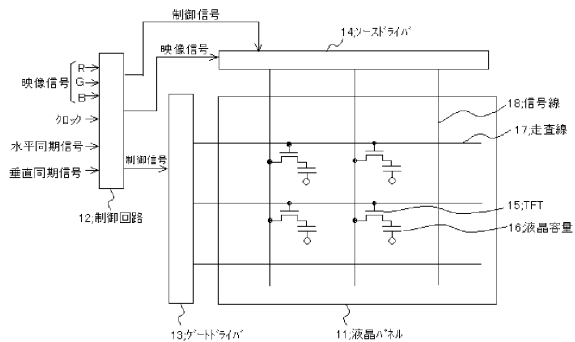 制御信号
14;ソースドライバ
映像信号
R
映像信号
G
B
クロック
水平同期信号
垂直同期信号
制御信号
12;制御回路
18;信号線
17;走査線
15;TFT
16;液晶容量
13;ゲートドライバ
11;液晶パネル